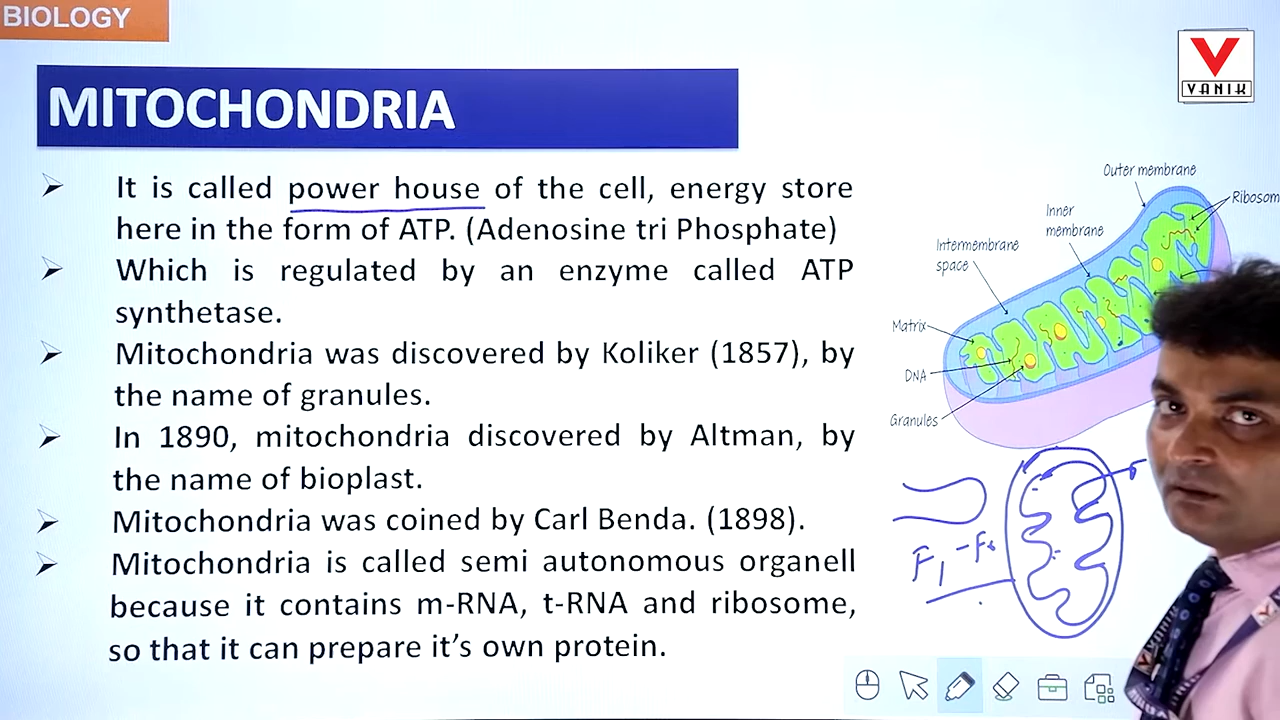 BIOLOGY
VANIK
MITOCHONDRIA
➢ It is called power house of the cell, energy store
here in the form of ATP. (Adenosine tri Phosphate)
➢ Which is regulated by an enzyme called ATP
synthetase.
➢ Mitochondria was discovered by Koliker (1857), by
the name of granules.
➢ In 1890, mitochondria discovered by Altman, by
the name of bioplast.
➢ Mitochondria was coined by Carl Benda. (1898).
➢ Mitochondria is called semi autonomous organell
because it contains m-RNA, t-RNA and ribosome,
so that it can prepare it's own protein.
Outer membrane
Ribosom
Inner
membrane
Intermembrane
space
Matrix
DNA
Granules